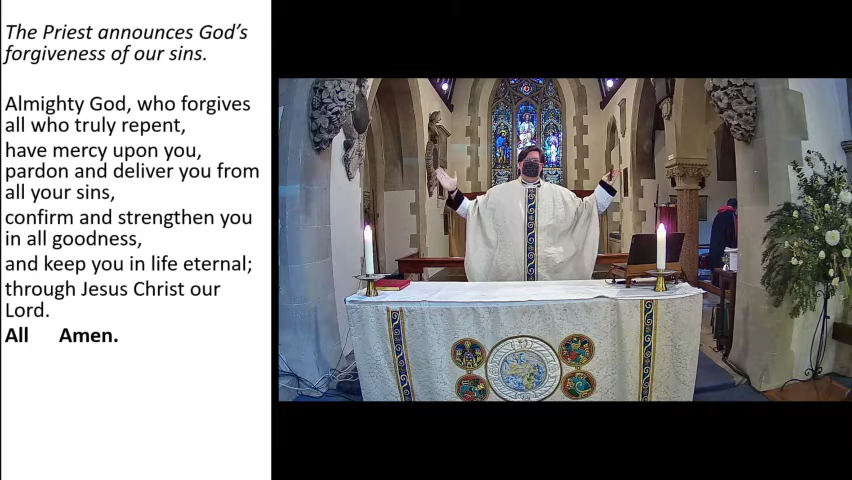 The Priest announces God's
forgiveness of our sins.
Almighty God, who forgives
all who truly repent,
have mercy upon you,
pardon and deliver you from
all your sins,
confirm and strengthen you
in all goodness,
and keep you in life eternal;
through Jesus Christ our
Lord.
All Amen.